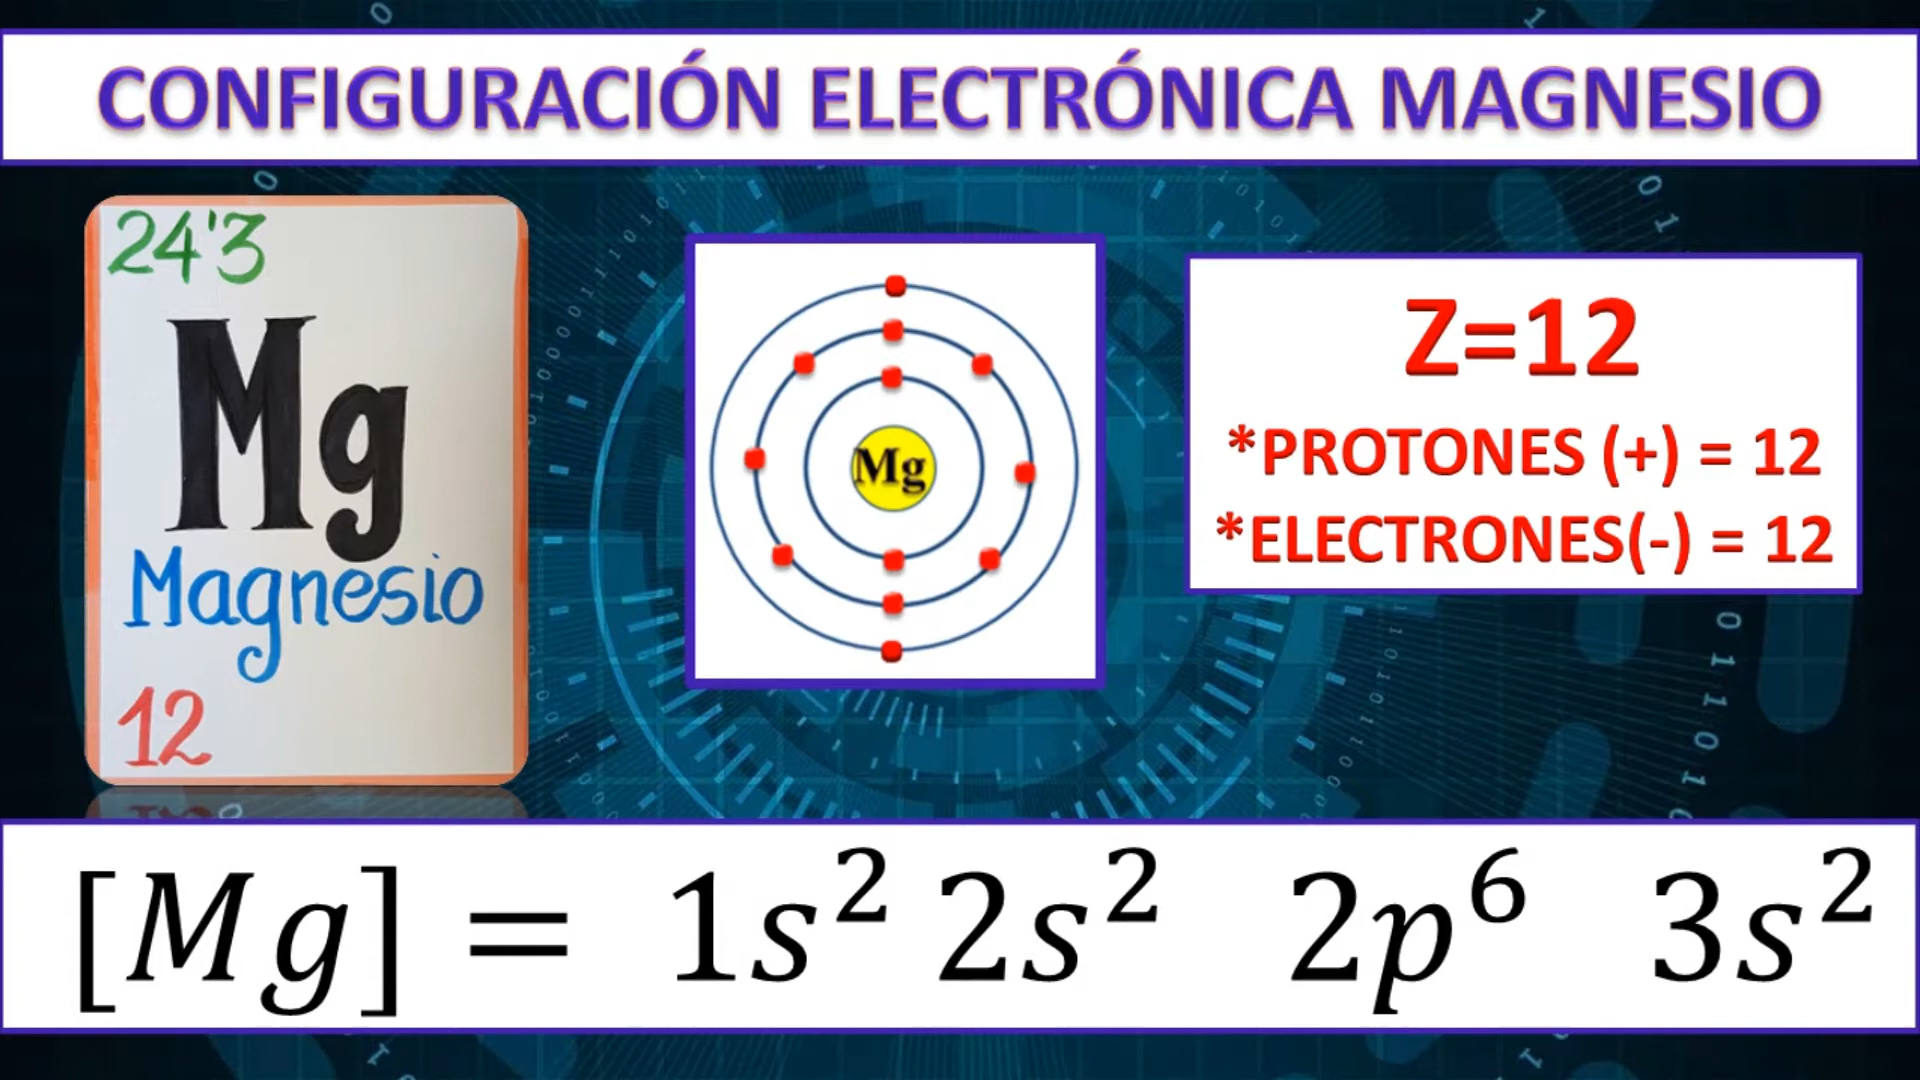 CONFIGURACIÓN ELECTRÓNICA MAGNESIO
24'3
Mg
Magnesio
12
Mg
Z=12
*PROTONES (+) = 12
*ELECTRONES(-) = 12
[Mg] = 1s² 2s² 2p⁶ 3s²